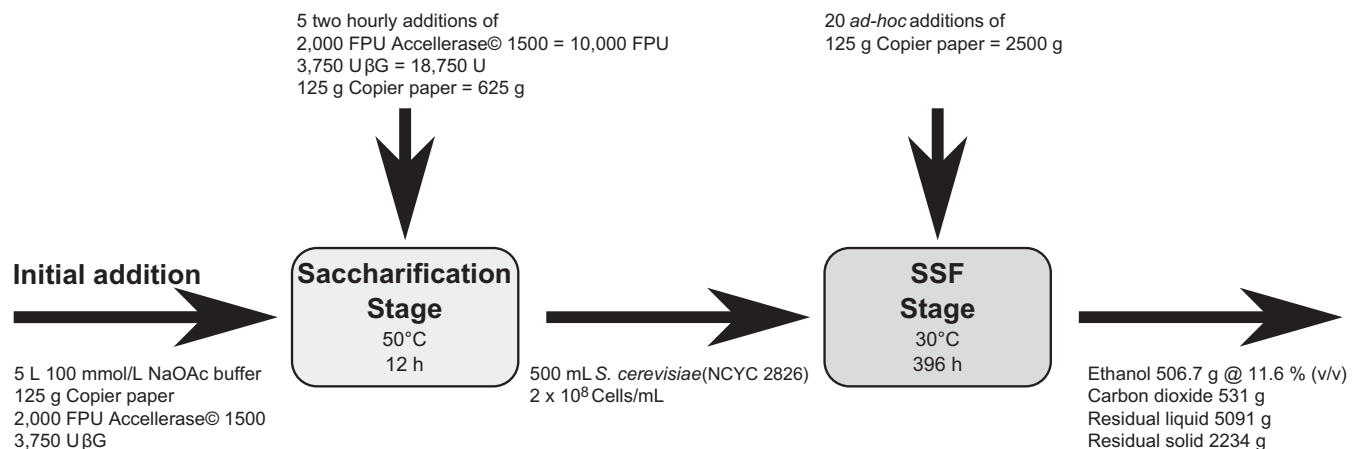 5 two hourly additions of
2,000 FPU Accellerase© 1500 = 10,000 FPU
3,750 U βG = 18,750 U
125 g Copier paper = 625 g
20 ad-hoc additions of
125 g Copier paper = 2500 g
Initial addition
5 L 100 mmol/L NaOAc buffer
125 g Copier paper
2,000 FPU Accellerase© 1500
3,750 U βG
Saccharification
Stage
50°C
12 h
500 mL S. cerevisiae(NCYC 2826)
2 x 10⁸ Cells/mL
SSF
Stage
30°C
396 h
Ethanol 506.7 g @ 11.6 % (v/v)
Carbon dioxide 531 g
Residual liquid 5091 g
Residual solid 2234 g